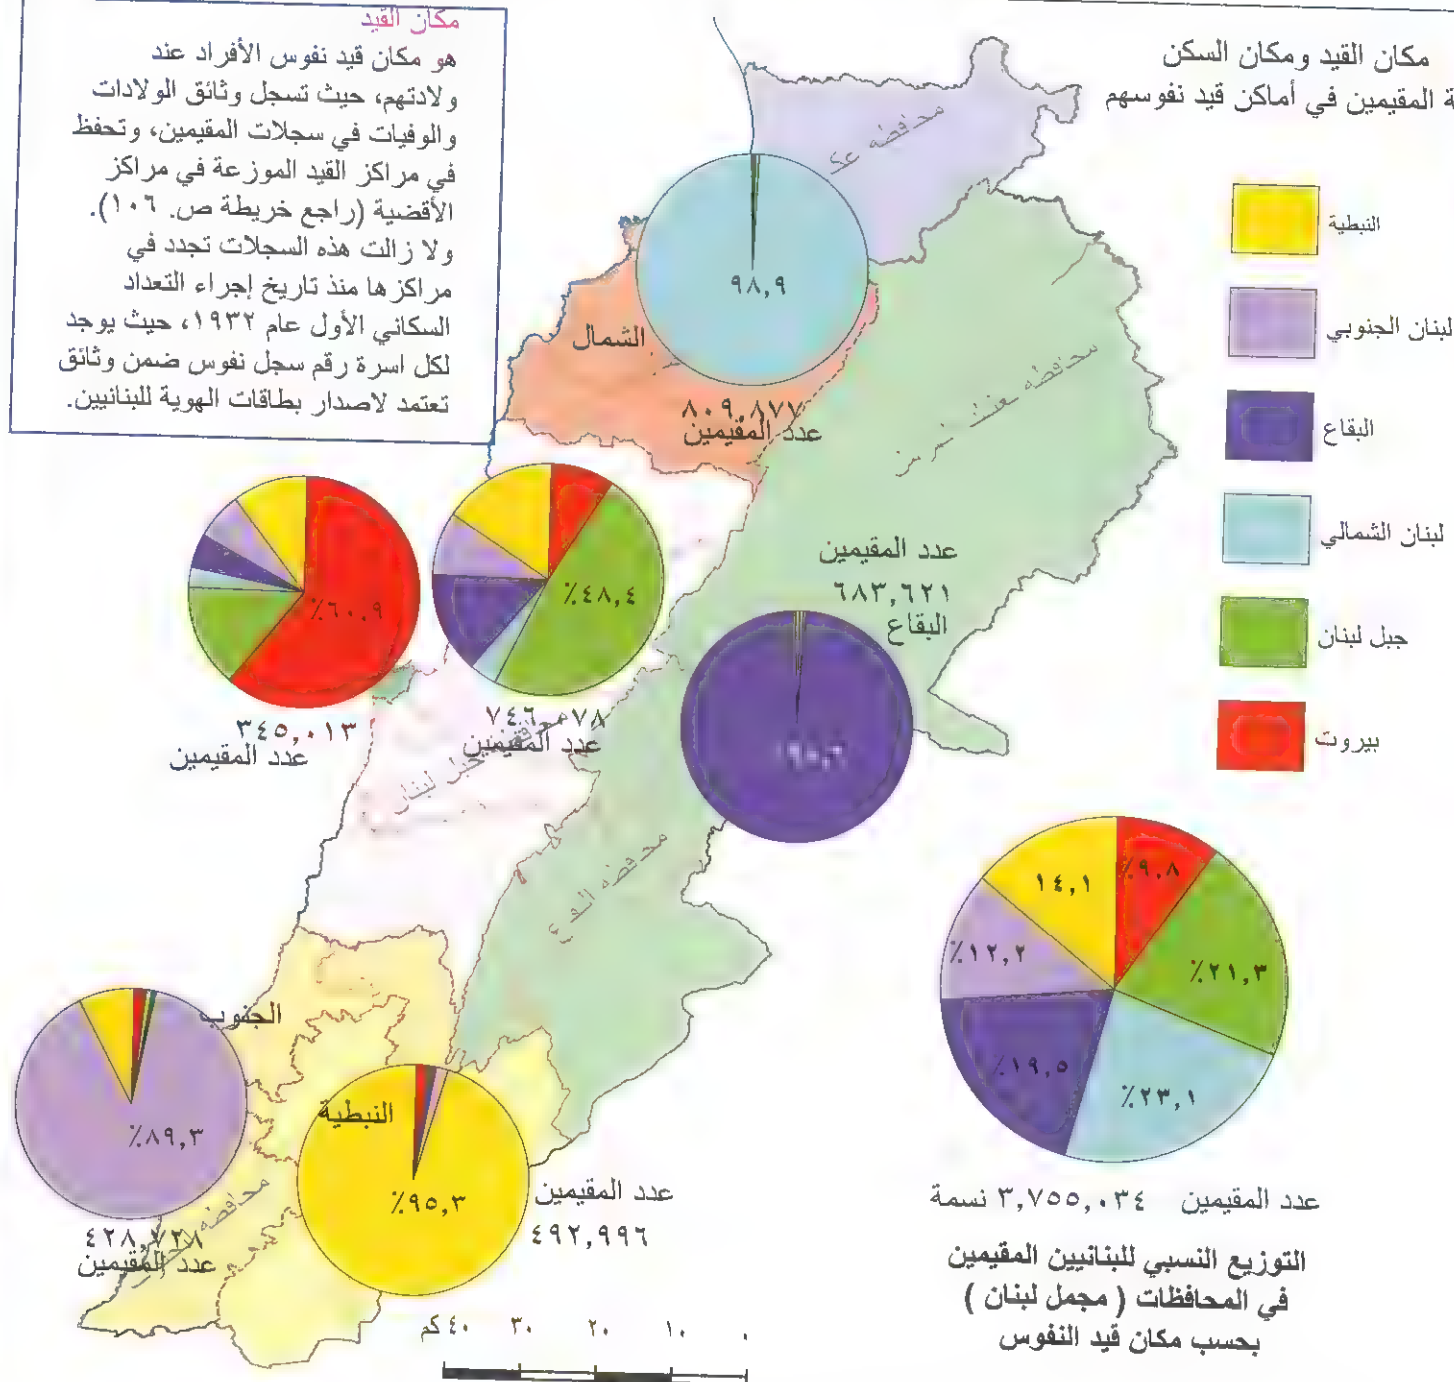 مكان القيد
هو مكان قيد نفوس الأفراد عند
ولادتهم، حيث تسجل وثائق الولادات
والوفيات في سجلات المقيمين، وتحفظ
في مراكز القيد الموزعة في مراكز
الأقضية (راجع خريطة ص. ١٠٦).
ولا زالت هذه السجلات تجدد في
مراكزها منذ تاريخ إجراء التعداد
السكاني الأول عام ١٩٣٢، حيث يوجد
لكل اسرة رقم سجل نفوس ضمن وثائق
تعتمد لاصدار بطاقات الهوية للبنانيين.
مكان القيد ومكان السكن
المقيمين في أماكن قيد نفوسهم
النبطية
لبنان الجنوبي
البقاع
لبنان الشمالي
جبل لبنان
بيروت
محافظة
٩٨,٩
الشمال
٨٠٩,٨٧٧
عدد المقيمين
محافظة
عدد المقيمين
٦٨٣,٦٢١
البقاع
٪٦٠,٩
٣٤٥,٠١٣
عدد المقيمين
٪٤٨,٤
عدد المقيمين
جبل لبنان
محافظة
الجنوب
٪٨٩,٣
٤٢٨,٧٢٨
عدد المقيمين
محافظة
النبطية
٪٩٥,٣
عدد المقيمين
٤٩٢,٩٩٦
٪٩,٨
٪٢١,٣
٪٢٣,١
٪١٩,٥
٪١٢,٢
١٤,١
عدد المقيمين ٣,٧٥٥,٠٣٤ نسمة
التوزيع النسبي للبنانيين المقيمين
في المحافظات ( مجمل لبنان )
بحسب مكان قيد النفوس
٠ ١٠ ٢٠ ٣٠ ٤٠ كم